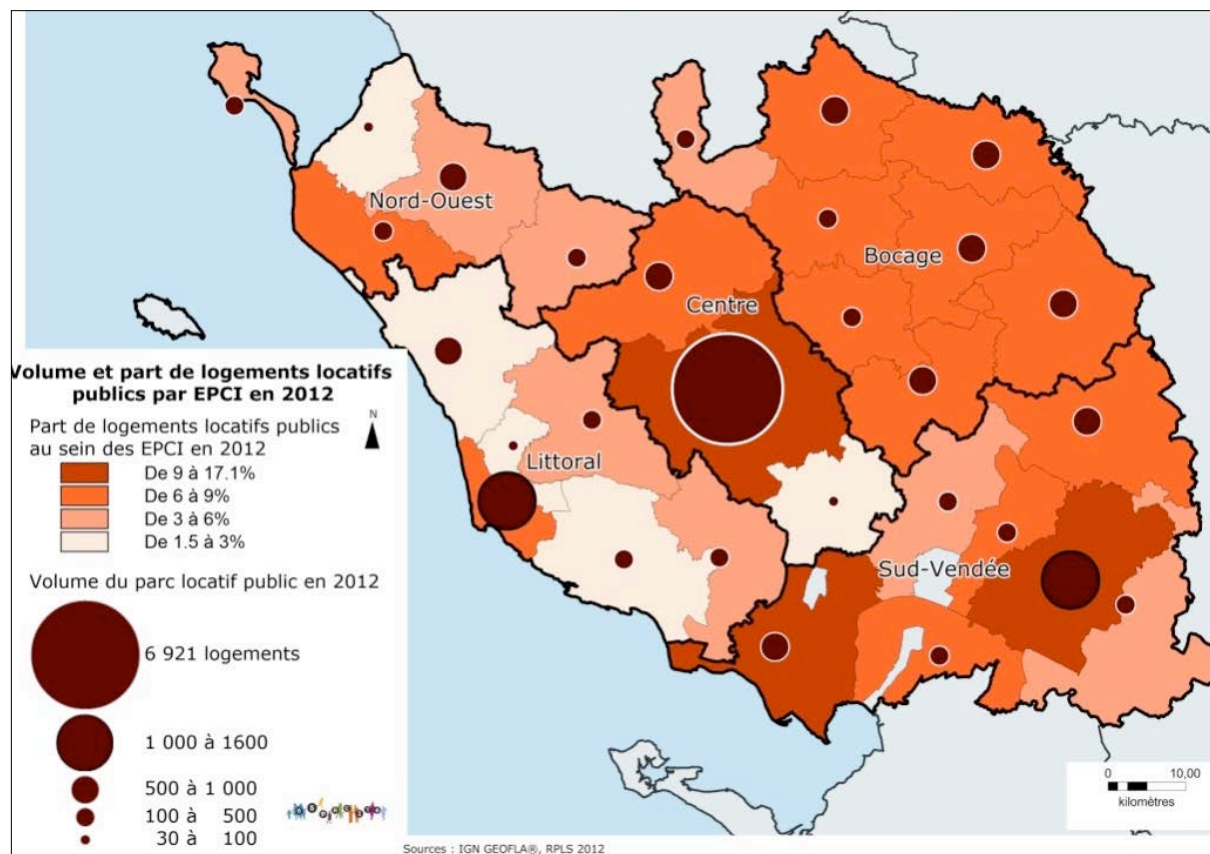 Nord-Ouest
Bocage
Centre
Littoral
Sud-Vendée
Volume et part de logements locatifs
publics par EPCI en 2012
N
Part de logements locatifs publics
au sein des EPCI en 2012
De 9 à 17.1%
De 6 à 9%
De 3 à 6%
De 1.5 à 3%
Volume du parc locatif public en 2012
6 921 logements
1 000 à 1600
500 à 1 000
100 à 500
30 à 100
0 10,00
kilomètres
Sources : IGN GEOFLA®, RPLS 2012